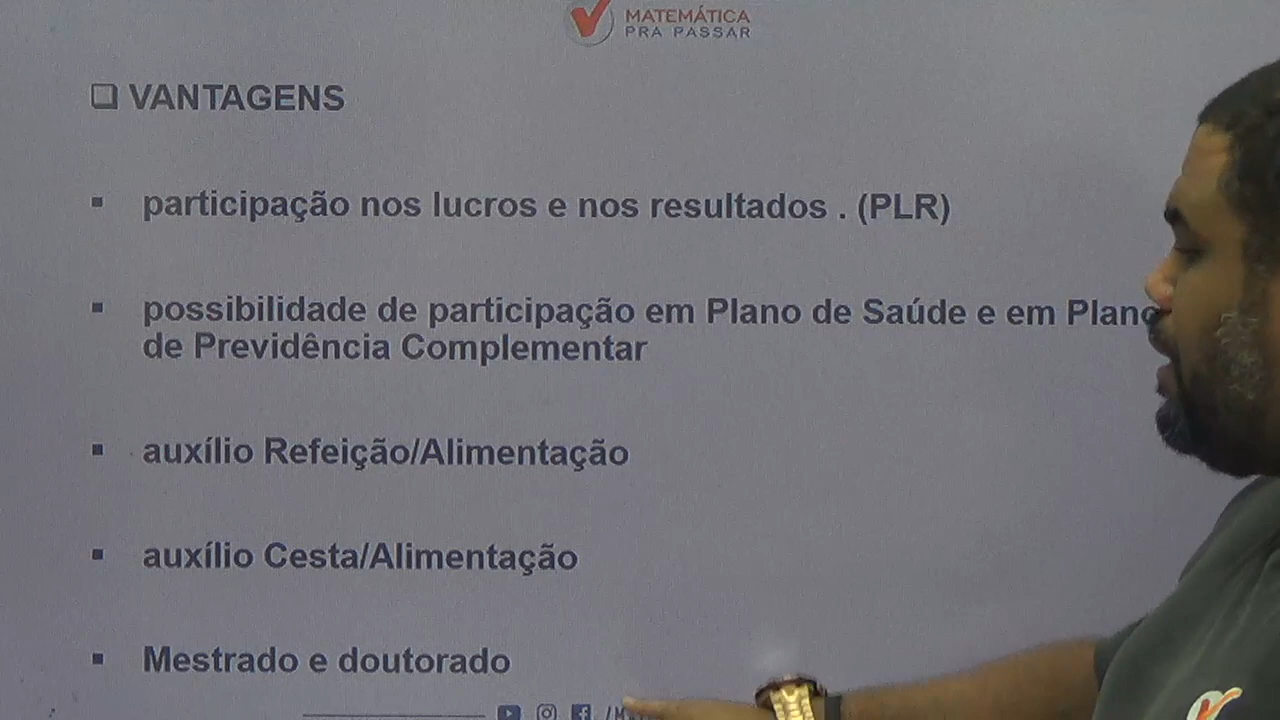 MATEMÁTICA
PRA PASSAR
VANTAGENS
participação nos lucros e nos resultados . (PLR)
possibilidade de participação em Plano de Saúde e em Plano
de Previdência Complementar
auxílio Refeição/Alimentação
auxílio Cesta/Alimentação
Mestrado e doutorado